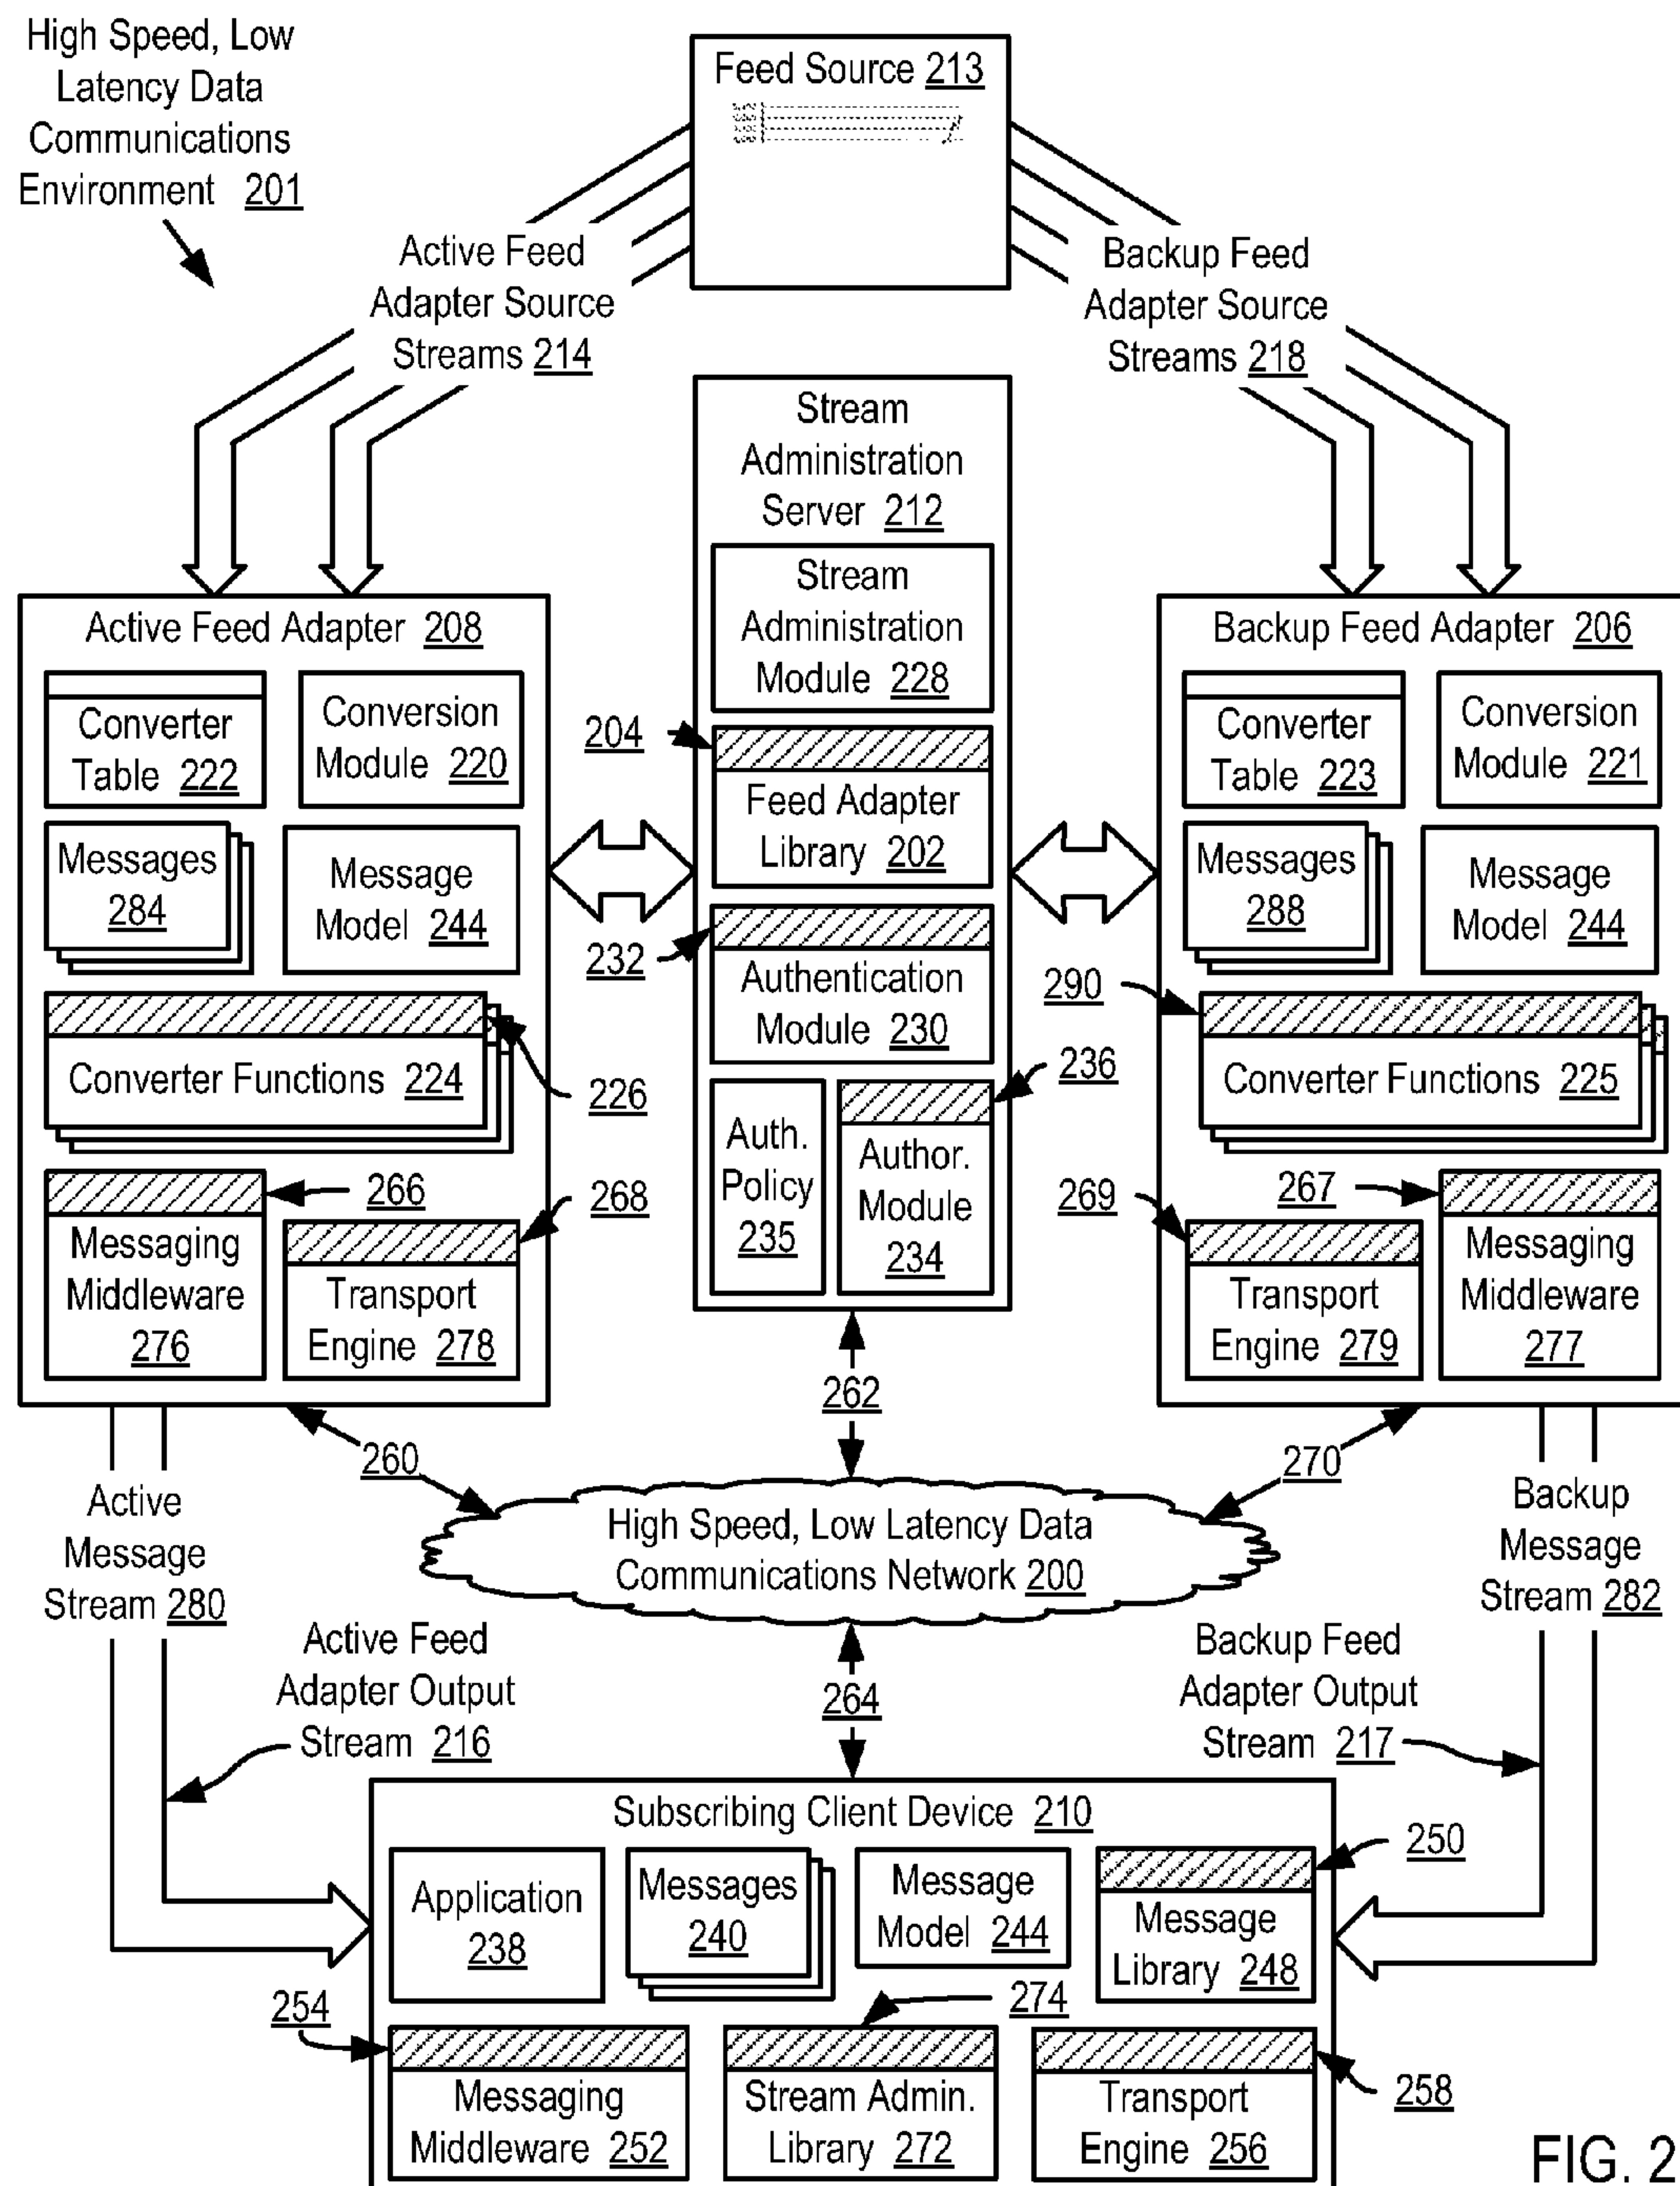 High Speed, Low
Latency Data
Communications
Environment 201
Feed Source 213
Active Feed
Adapter Source
Streams 214
Backup Feed
Adapter Source
Streams 218
Stream
Administration
Server 212
Stream
Administration
Module 228
204
Feed Adapter
Library 202
232
Authentication
Module 230
236
Auth.
Policy
235
Author.
Module
234
Active Feed Adapter 208
Converter
Table 222
Conversion
Module 220
Messages
284
Message
Model 244
Converter Functions 224
226
266
268
Messaging
Middleware
276
Transport
Engine 278
Backup Feed Adapter 206
Converter
Table 223
Conversion
Module 221
Messages
288
Message
Model 244
290
Converter Functions 225
269
267
Transport
Engine 279
Messaging
Middleware
277
260
262
270
High Speed, Low Latency Data
Communications Network 200
264
Active
Message
Stream 280
Active Feed
Adapter Output
Stream 216
Backup
Message
Stream 282
Backup Feed
Adapter Output
Stream 217
Subscribing Client Device 210
Application
238
Messages
240
Message
Model 244
250
Message
Library 248
254
274
258
Messaging
Middleware 252
Stream Admin.
Library 272
Transport
Engine 256
FIG. 2